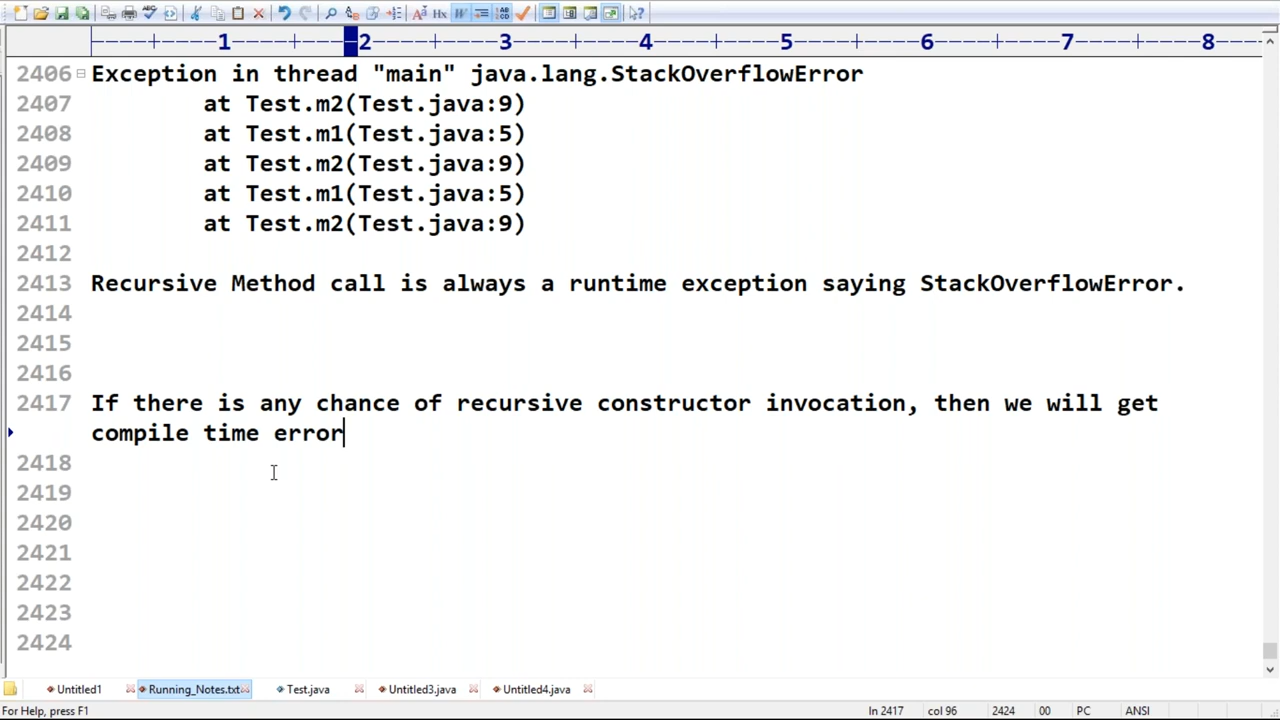 1 2 3 4 5 6 7 8
2406 Exception in thread "main" java.lang.StackOverflowError
2407 at Test.m2(Test.java:9)
2408 at Test.m1(Test.java:5)
2409 at Test.m2(Test.java:9)
2410 at Test.m1(Test.java:5)
2411 at Test.m2(Test.java:9)
2412
2413 Recursive Method call is always a runtime exception saying StackOverflowError.
2414
2415
2416
2417 If there is any chance of recursive constructor invocation, then we will get
compile time error
2418
2419
2420
2421
2422
2423
2424
Untitled1 Running_Notes.txt Test.java Untitled3.java Untitled4.java
For Help, press F1 ln 2417 col 96 2424 00 PC ANSI